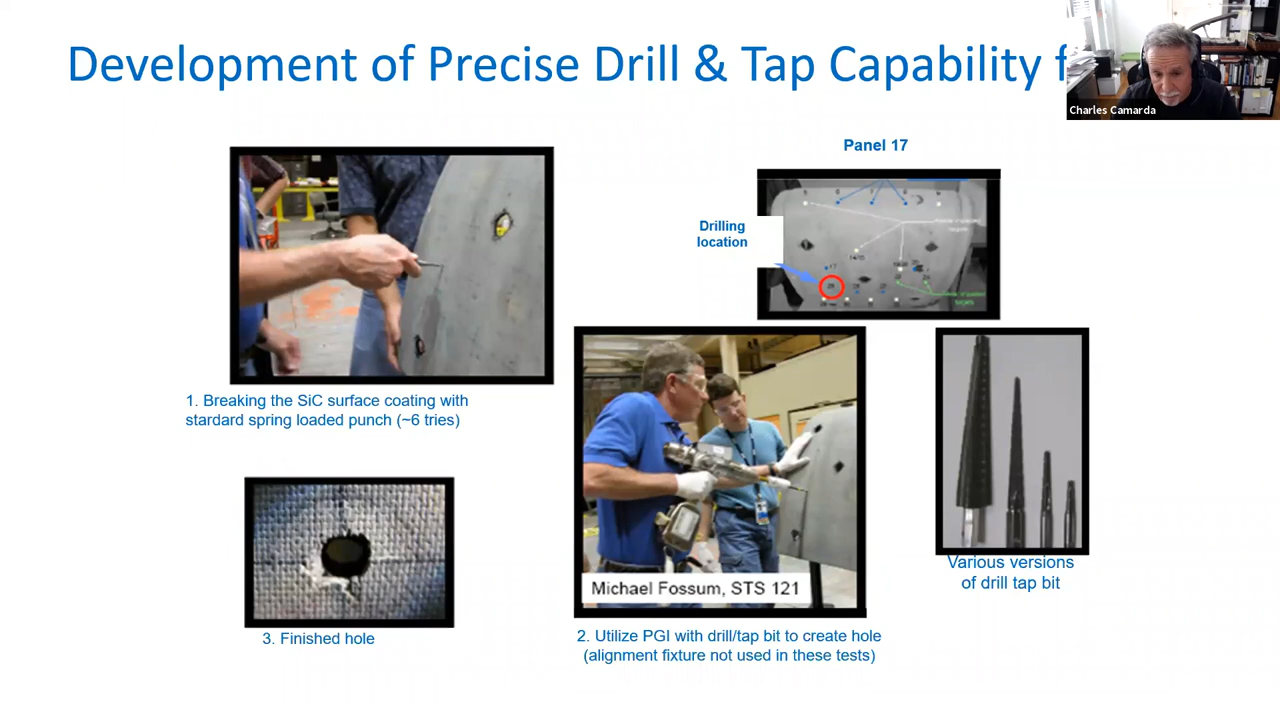 Development of Precise Drill & Tap Capability f
Charles Camarda
Panel 17
Drilling
location
1. Breaking the SiC surface coating with
stardard spring loaded punch (~6 tries)
Michael Fossum, STS 121
Various versions
of drill tap bit
3. Finished hole
2. Utilize PGI with drill/tap bit to create hole
(alignment fixture not used in these tests)